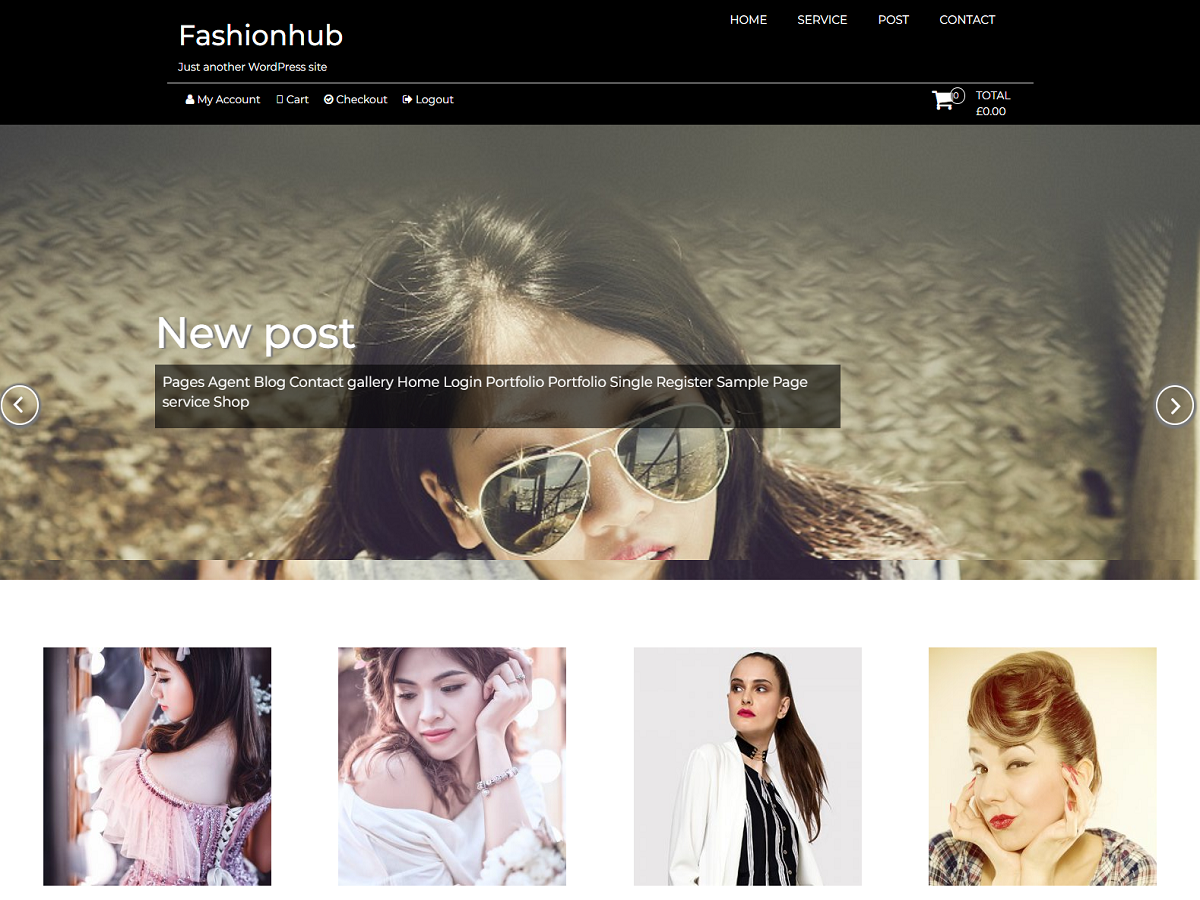 Fashionhub
Just another WordPress site
HOME SERVICE POST CONTACT
My Account Cart Checkout Logout
0 TOTAL
£0.00
New post
Pages Agent Blog Contact gallery Home Login Portfolio Portfolio Single Register Sample Page
service Shop